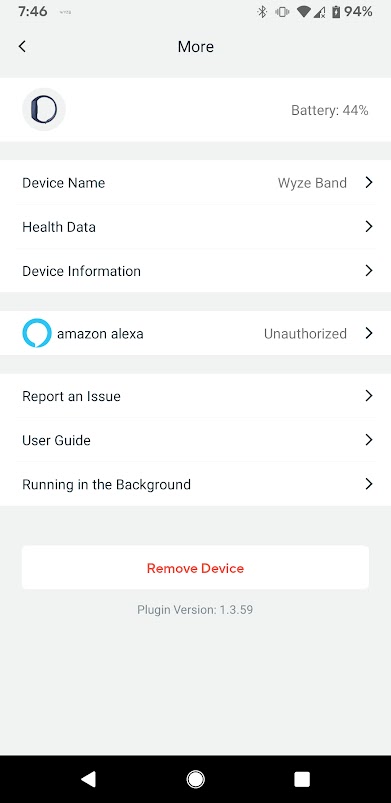 7:46
94%
More
Battery: 44%
Device Name Wyze Band
Health Data
Device Information
amazon alexa Unauthorized
Report an Issue
User Guide
Running in the Background
Remove Device
Plugin Version: 1.3.59